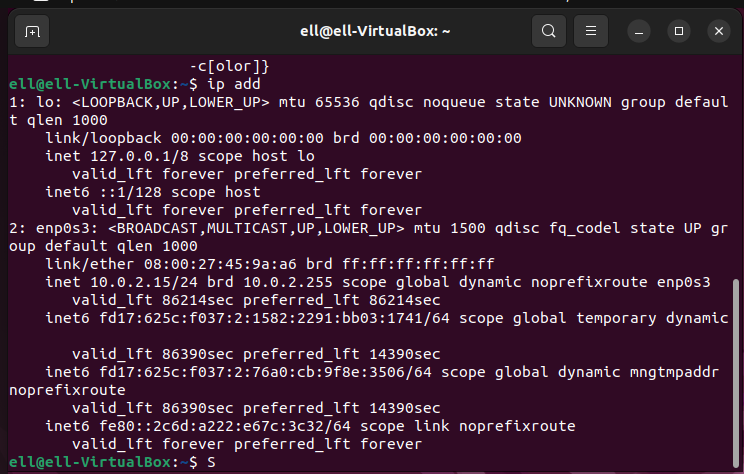 ell@ell-VirtualBox: ~
-c[olor]}
ell@ell-VirtualBox:~$ ip add
1: lo: <LOOPBACK,UP,LOWER_UP> mtu 65536 qdisc noqueue state UNKNOWN group defaul
t qlen 1000
    link/loopback 00:00:00:00:00:00 brd 00:00:00:00:00:00
    inet 127.0.0.1/8 scope host lo
       valid_lft forever preferred_lft forever
    inet6 ::1/128 scope host
       valid_lft forever preferred_lft forever
2: enp0s3: <BROADCAST,MULTICAST,UP,LOWER_UP> mtu 1500 qdisc fq_codel state UP gr
oup default qlen 1000
    link/ether 08:00:27:45:9a:a6 brd ff:ff:ff:ff:ff:ff
    inet 10.0.2.15/24 brd 10.0.2.255 scope global dynamic noprefixroute enp0s3
       valid_lft 86214sec preferred_lft 86214sec
    inet6 fd17:625c:f037:2:1582:2291:bb03:1741/64 scope global temporary dynamic
       valid_lft 86390sec preferred_lft 14390sec
    inet6 fd17:625c:f037:2:76a0:cb:9f8e:3506/64 scope global dynamic mngtmpaddr
noprefixroute
       valid_lft 86390sec preferred_lft 14390sec
    inet6 fe80::2c6d:a222:e67c:3c32/64 scope link noprefixroute
       valid_lft forever preferred_lft forever
ell@ell-VirtualBox:~$ S